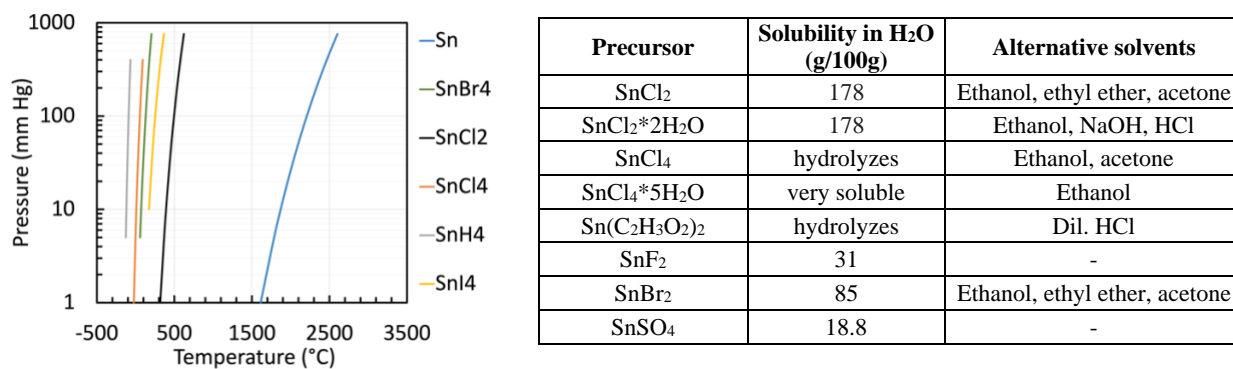 1000
100
10
1
Pressure (mm Hg)
-500 500 1500 2500 3500
Temperature (°C)
Sn
SnBr4
SnCl2
SnCl4
SnH4
SnI4
Precursor Solubility in H₂O (g/100g) Alternative solvents
SnCl₂ 178 Ethanol, ethyl ether, acetone
SnCl₂*2H₂O 178 Ethanol, NaOH, HCl
SnCl₄ hydrolyzes Ethanol, acetone
SnCl₄*5H₂O very soluble Ethanol
Sn(C₂H₃O₂)₂ hydrolyzes Dil. HCl
SnF₂ 31 -
SnBr₂ 85 Ethanol, ethyl ether, acetone
SnSO₄ 18.8 -